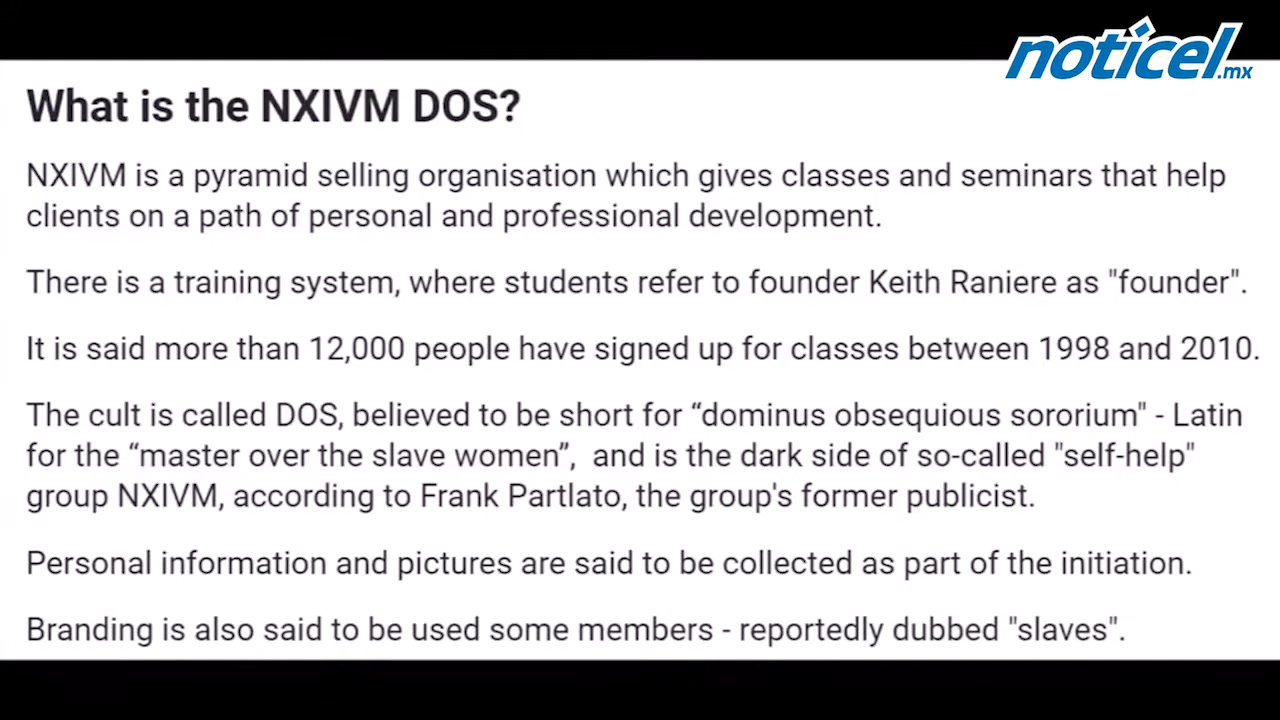 noticel.mx
What is the NXIVM DOS?
NXIVM is a pyramid selling organisation which gives classes and seminars that help
clients on a path of personal and professional development.
There is a training system, where students refer to founder Keith Raniere as "founder".
It is said more than 12,000 people have signed up for classes between 1998 and 2010.
The cult is called DOS, believed to be short for “dominus obsequious sororium" - Latin
for the “master over the slave women”,  and is the dark side of so-called "self-help"
group NXIVM, according to Frank Partlato, the group's former publicist.
Personal information and pictures are said to be collected as part of the initiation.
Branding is also said to be used some members - reportedly dubbed "slaves".